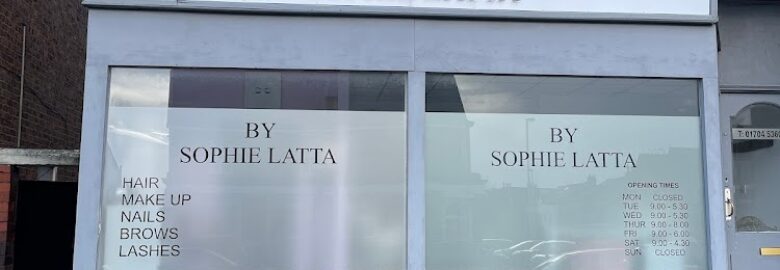 BY
SOPHIE LATTA
HAIR
MAKE UP
NAILS
BROWS
LASHES
BY
SOPHIE LATTA
OPENING TIMES
MON CLOSED
TUE 9.00 - 5.30
WED 9.00 - 5.30
THUR 9.00 - 8.00
FRI 9.00 - 6.00
SAT 9.00 - 4.30
SUN CLOSED